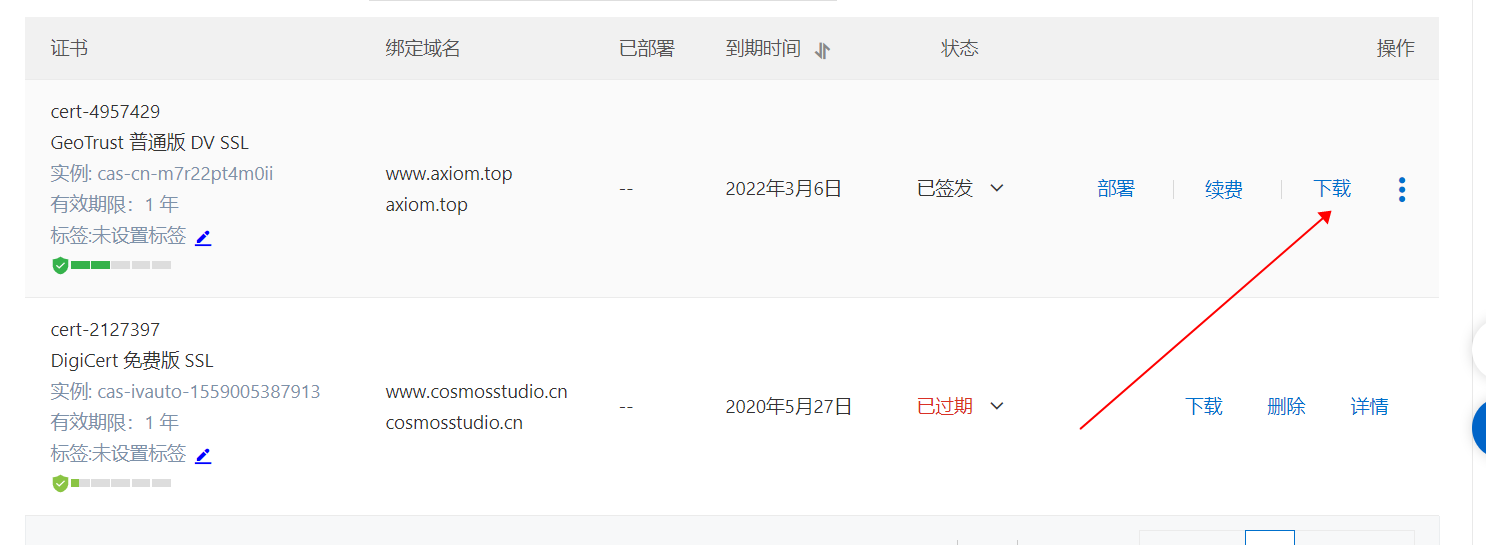 证书 绑定域名 已部署 到期时间 状态 操作
cert-4957429
GeoTrust 普通版 DV SSL
实例: cas-cn-m7r22pt4m0ii
有效期限：1 年
标签:未设置标签
www.axiom.top
axiom.top
--
2022年3月6日
已签发
部署 续费 下载
cert-2127397
DigiCert 免费版 SSL
实例: cas-ivauto-1559005387913
有效期限：1 年
标签:未设置标签
www.cosmosstudio.cn
cosmosstudio.cn
--
2020年5月27日
已过期
下载 删除 详情